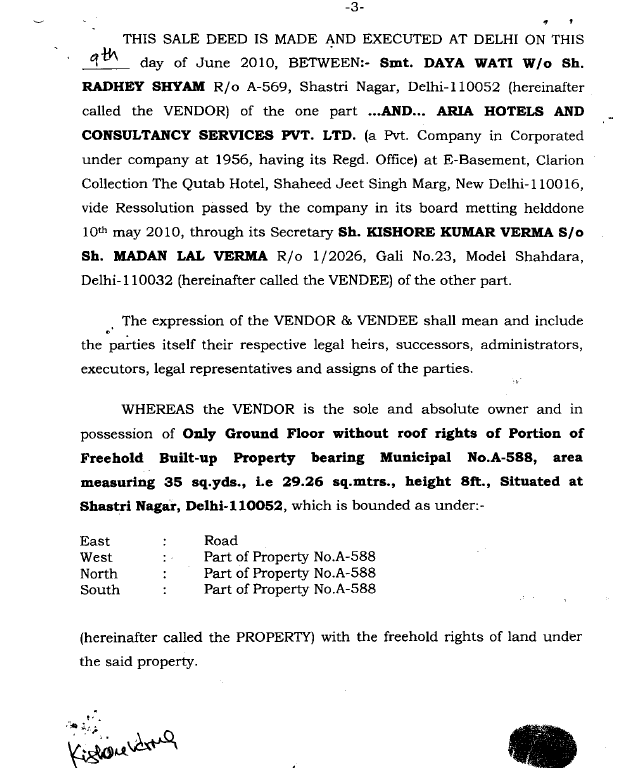 -3-
THIS SALE DEED IS MADE AND EXECUTED AT DELHI ON THIS
9th day of June 2010, BETWEEN:- Smt. DAYA WATI W/o Sh.
RADHEY SHYAM R/o A-569, Shastri Nagar, Delhi-110052 (hereinafter
called the VENDOR) of the one part ...AND... ARIA HOTELS AND
CONSULTANCY SERVICES PVT. LTD. (a Pvt. Company in Corporated
under company at 1956, having its Regd. Office) at E-Basement, Clarion
Collection The Qutab Hotel, Shaheed Jeet Singh Marg, New Delhi-110016,
vide Ressolution passed by the company in its board metting helddone
10th may 2010, through its Secretary Sh. KISHORE KUMAR VERMA S/o
Sh. MADAN LAL VERMA R/o 1/2026, Gali No.23, Model Shahdara,
Delhi-110032 (hereinafter called the VENDEE) of the other part.
The expression of the VENDOR & VENDEE shall mean and include
the parties itself their respective legal heirs, successors, administrators,
executors, legal representatives and assigns of the parties.
WHEREAS the VENDOR is the sole and absolute owner and in
possession of Only Ground Floor without roof rights of Portion of
Freehold Built-up Property bearing Municipal No.A-588, area
measuring 35 sq.yds., i.e 29.26 sq.mtrs., height 8ft., Situated at
Shastri Nagar, Delhi-110052, which is bounded as under:-
East : Road
West : Part of Property No.A-588
North : Part of Property No.A-588
South : Part of Property No.A-588
(hereinafter called the PROPERTY) with the freehold rights of land under
the said property.
Kishore